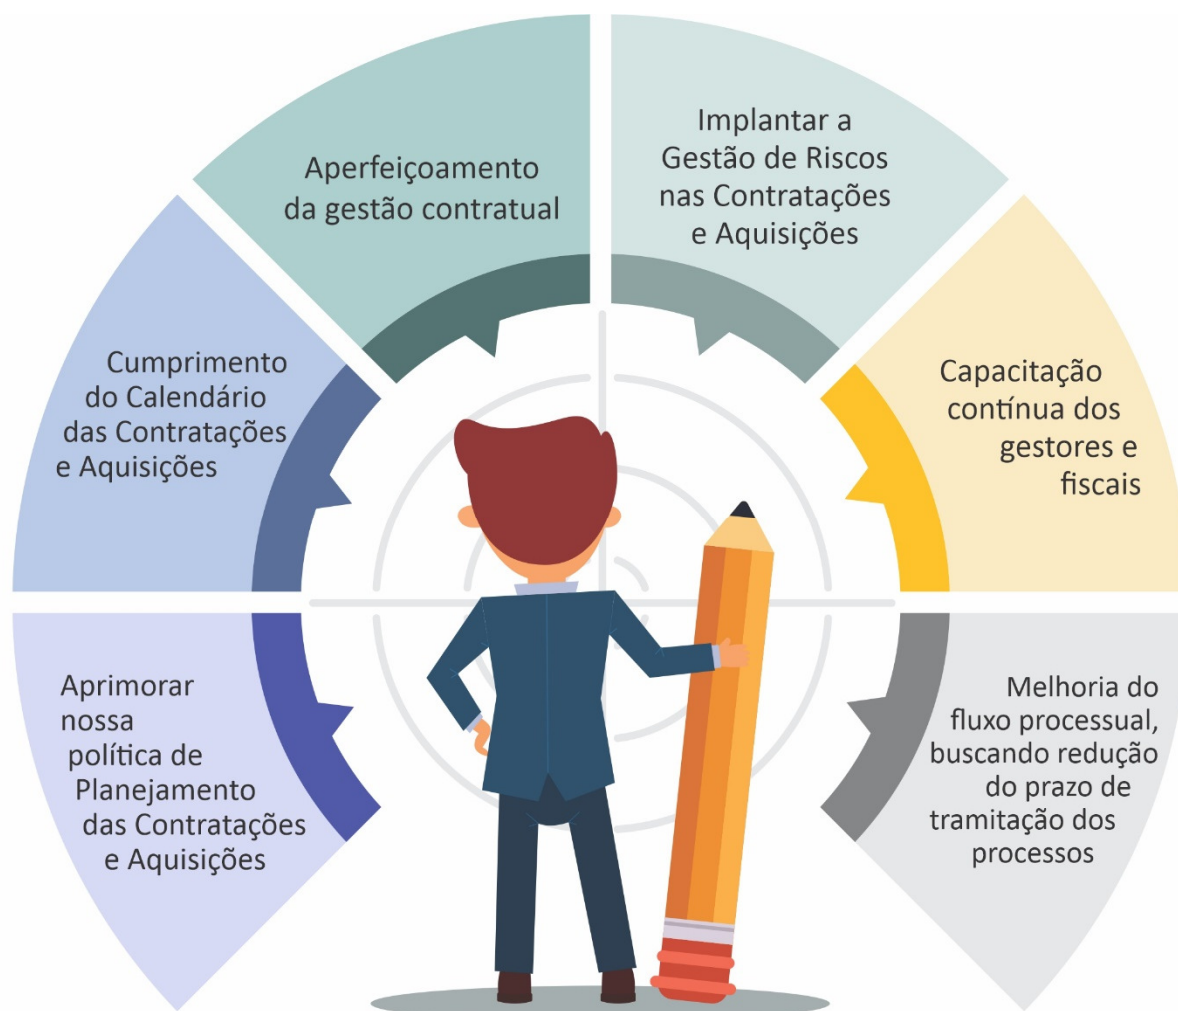 Aprimorar
nossa
política de
Planejamento
das Contratações
e Aquisições
Cumprimento
do Calendário
das Contratações
e Aquisições
Aperfeiçoamento
da gestão contratual
Implantar a
Gestão de Riscos
nas Contratações
e Aquisições
Capacitação
contínua dos
gestores e
fiscais
Melhoria do
fluxo processual,
buscando redução
do prazo de
tramitação dos
processos